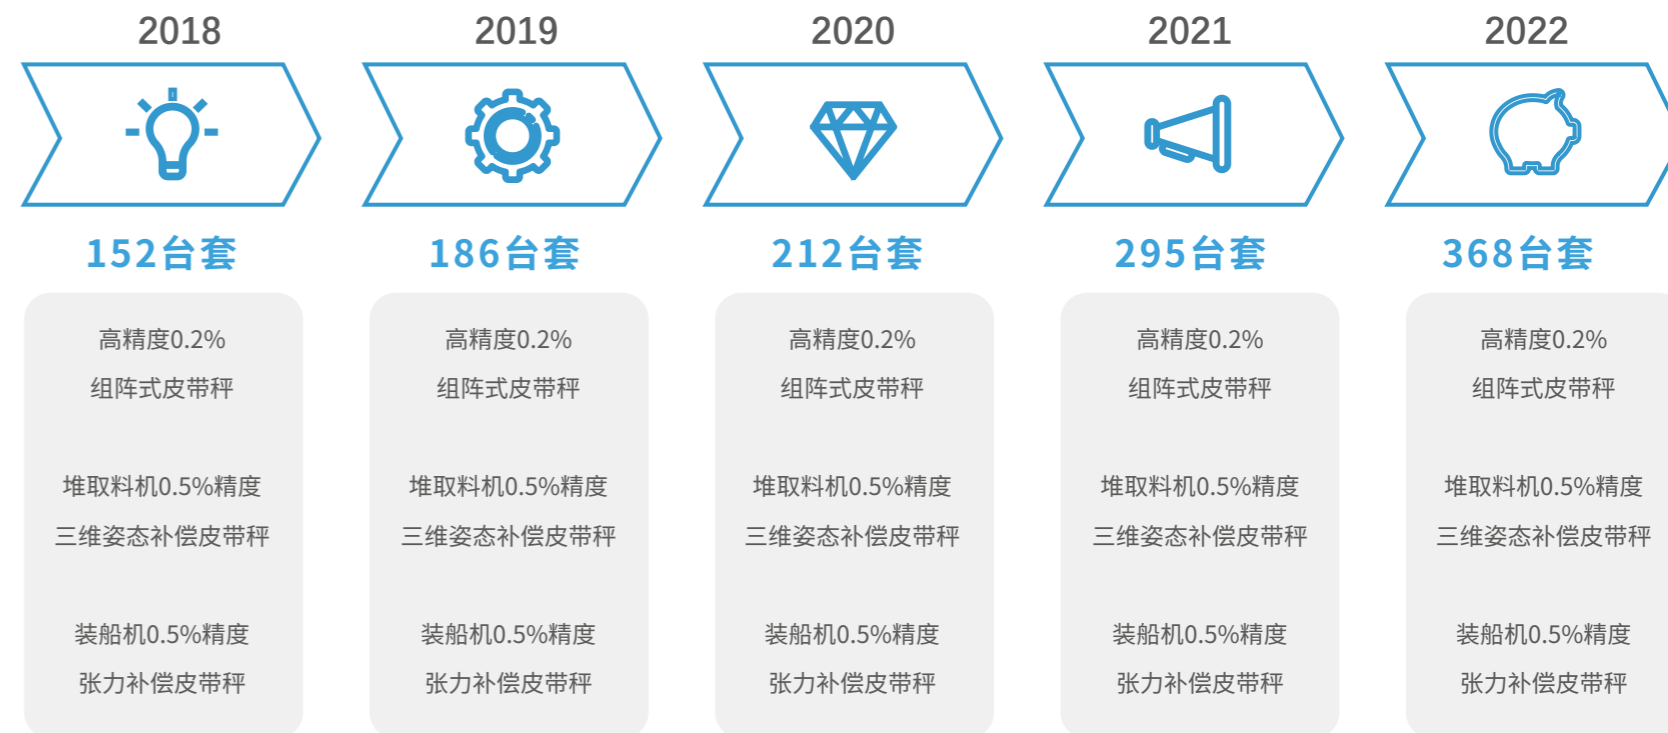 2018
152台套
高精度0.2%
组阵式皮带秤
堆取料机0.5%精度
三维姿态补偿皮带秤
装船机0.5%精度
张力补偿皮带秤
2019
186台套
高精度0.2%
组阵式皮带秤
堆取料机0.5%精度
三维姿态补偿皮带秤
装船机0.5%精度
张力补偿皮带秤
2020
212台套
高精度0.2%
组阵式皮带秤
堆取料机0.5%精度
三维姿态补偿皮带秤
装船机0.5%精度
张力补偿皮带秤
2021
295台套
高精度0.2%
组阵式皮带秤
堆取料机0.5%精度
三维姿态补偿皮带秤
装船机0.5%精度
张力补偿皮带秤
2022
368台套
高精度0.2%
组阵式皮带秤
堆取料机0.5%精度
三维姿态补偿皮带秤
装船机0.5%精度
张力补偿皮带秤